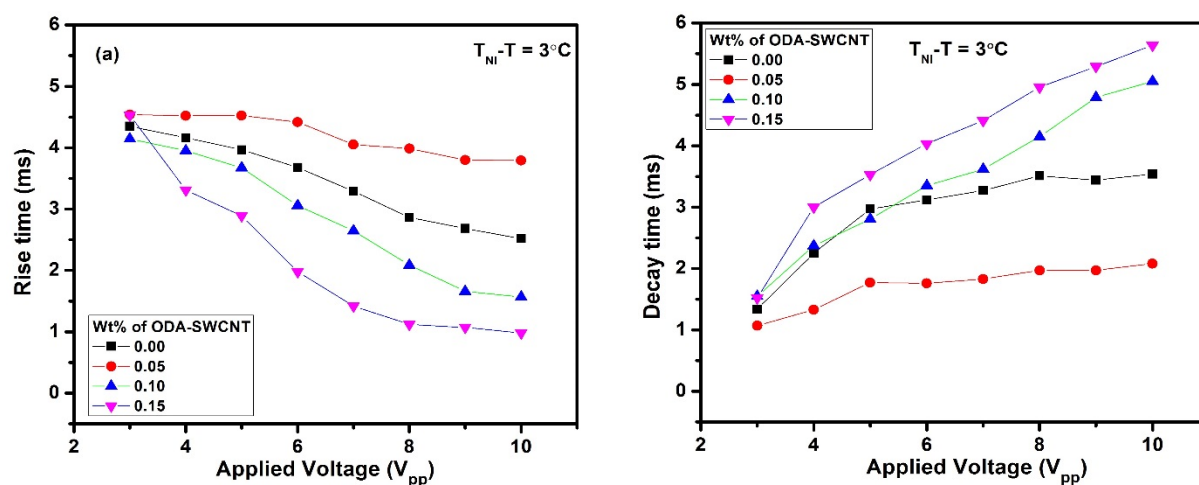 (a)
T_NI-T = 3°C
Wt% of ODA-SWCNT
0.00
0.05
0.10
0.15
Rise time (ms)
6
5
4
3
2
1
0
2 4 6 8 10
Applied Voltage (V_pp)
T_NI-T = 3°C
Wt% of ODA-SWCNT
0.00
0.05
0.10
0.15
Decay time (ms)
6
5
4
3
2
1
0
2 4 6 8 10
Applied Voltage (V_pp)